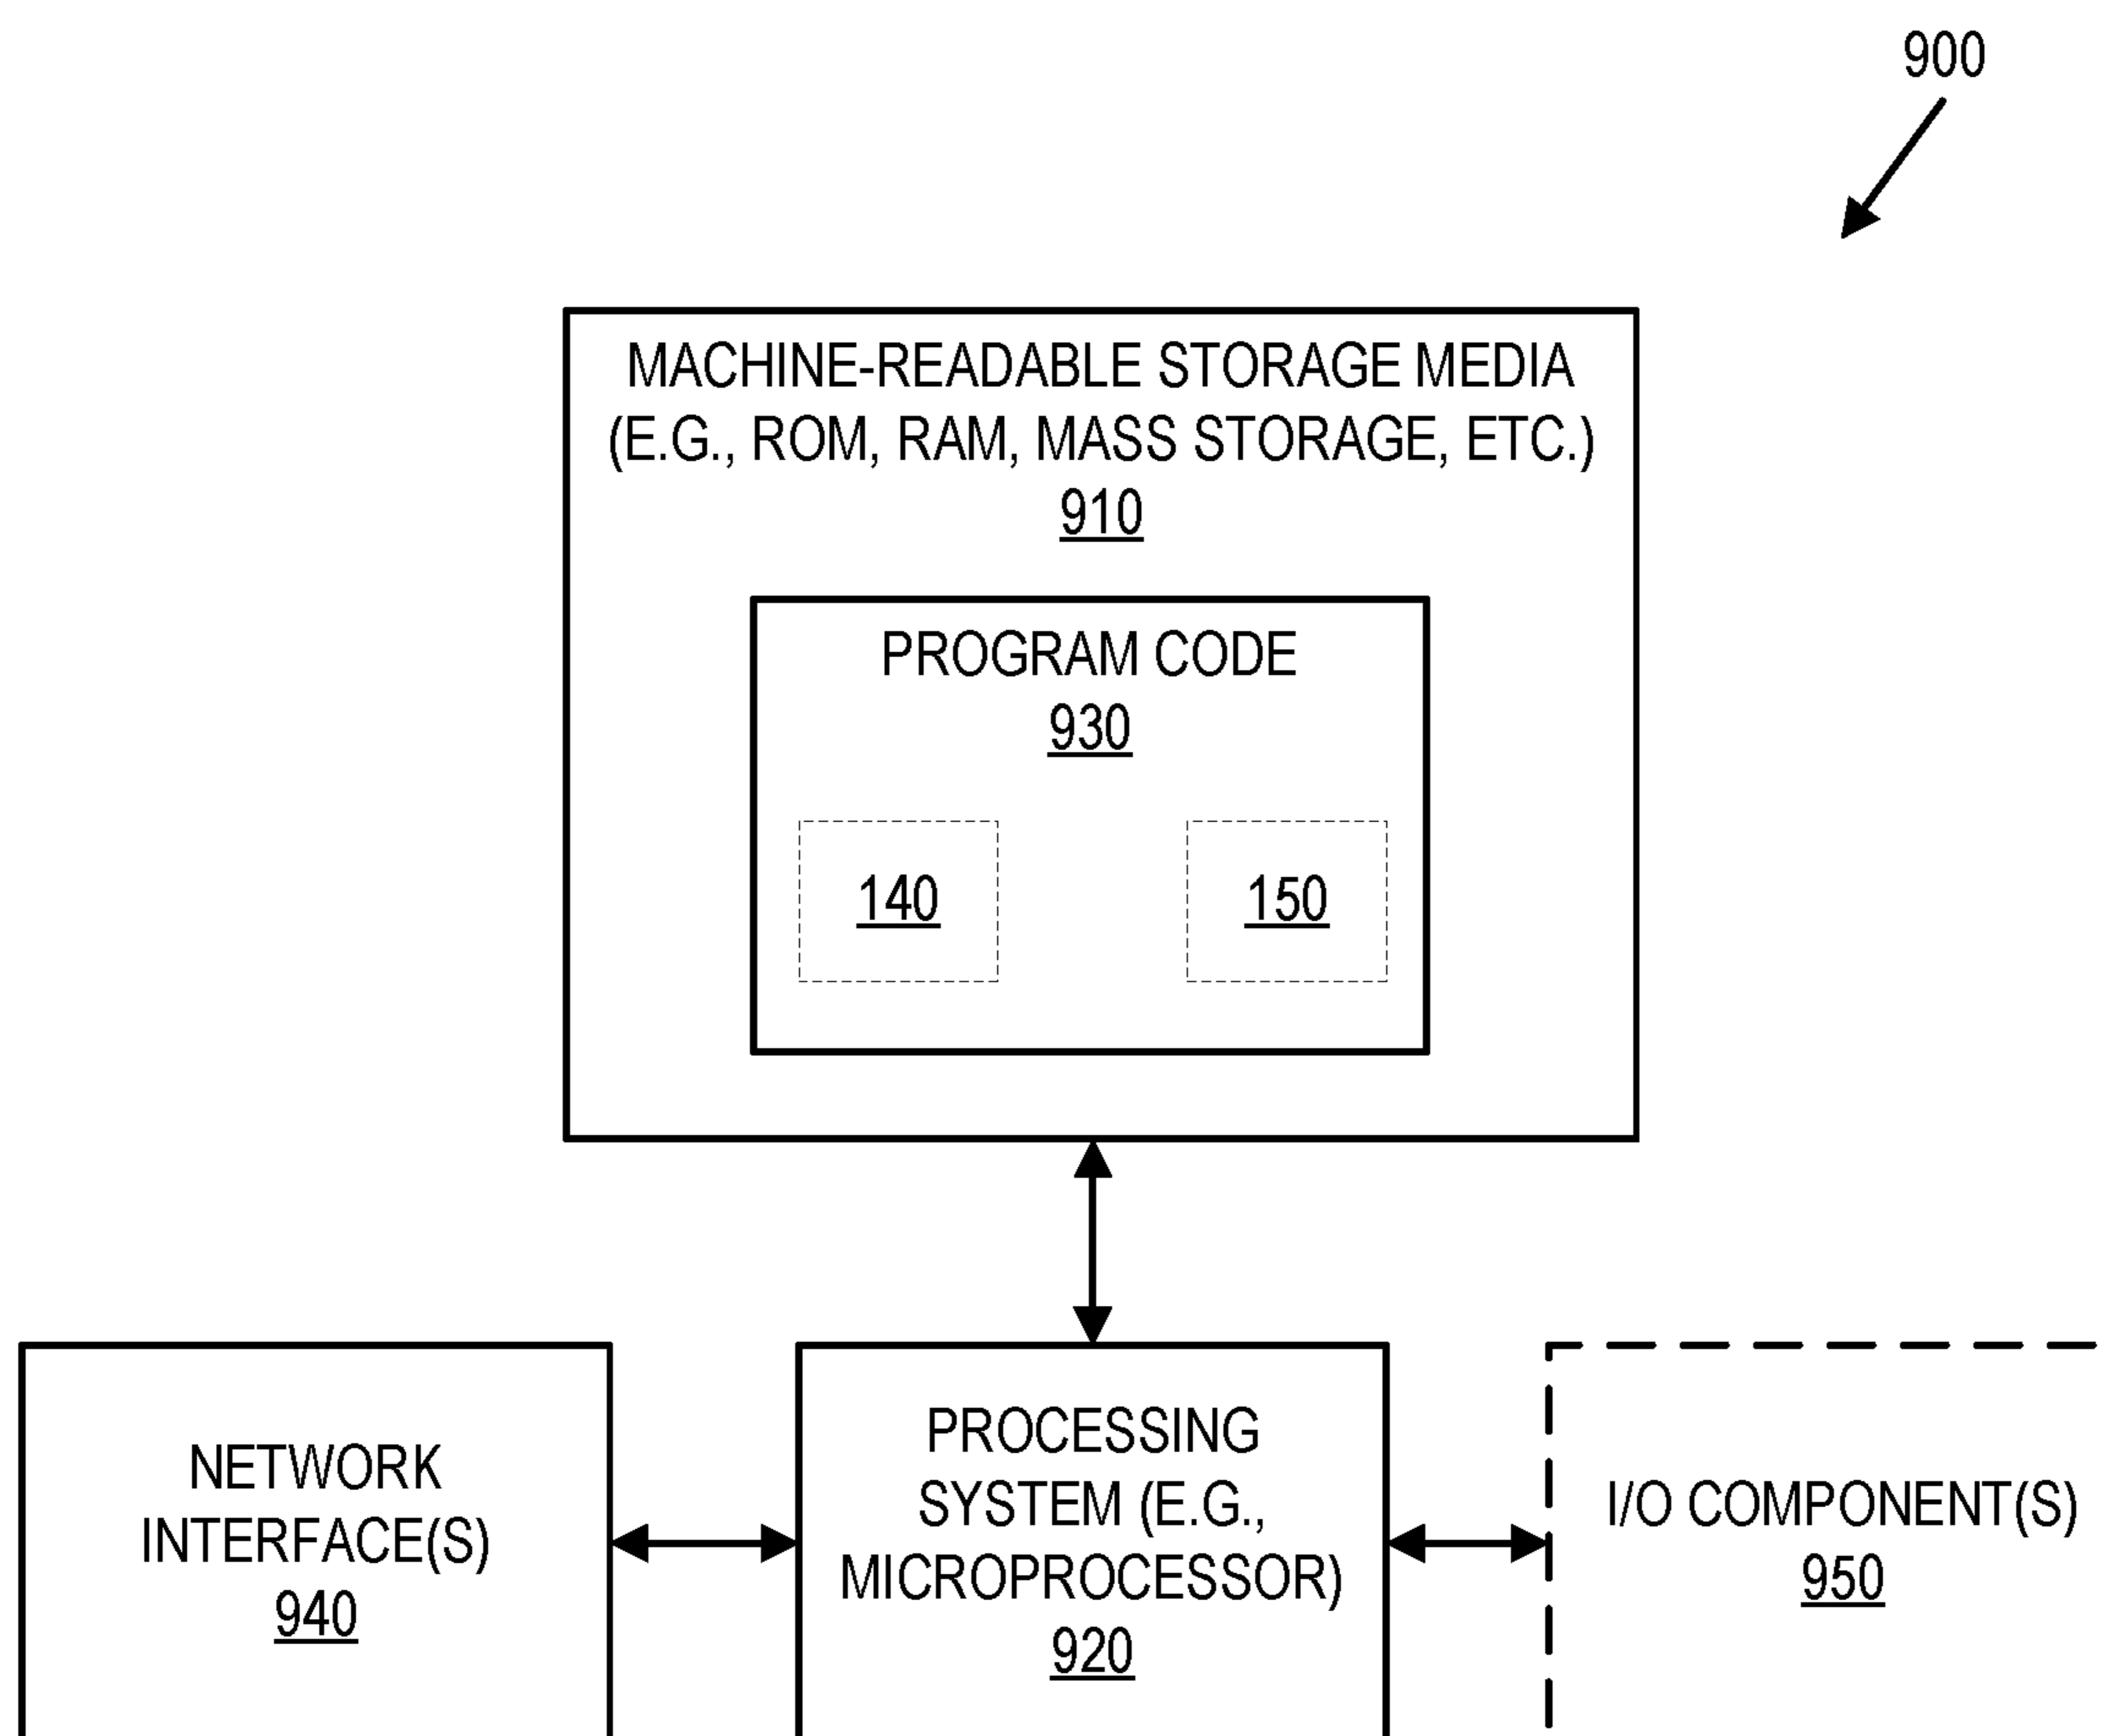 900
MACHINE-READABLE STORAGE MEDIA
(E.G., ROM, RAM, MASS STORAGE, ETC.)
910
PROGRAM CODE
930
140
150
NETWORK
INTERFACE(S)
940
PROCESSING
SYSTEM (E.G.,
MICROPROCESSOR)
920
I/O COMPONENT(S)
950